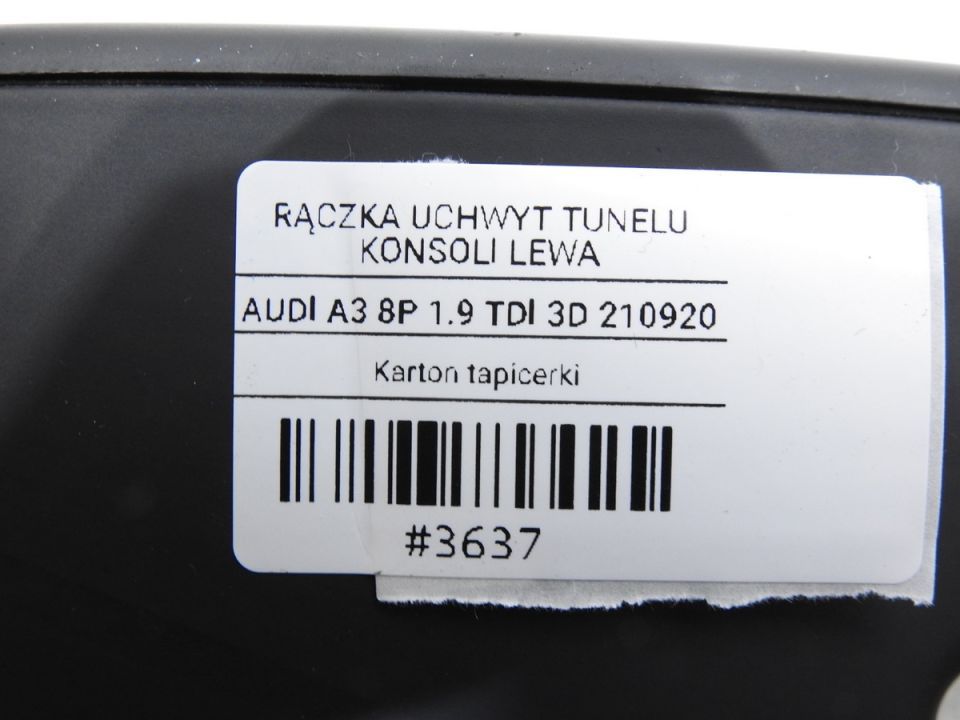 RĄCZKA UCHWYT TUNELU
KONSOLI LEWA
AUDI A3 8P 1.9 TDI 3D 210920
Karton tapicerki
#3637